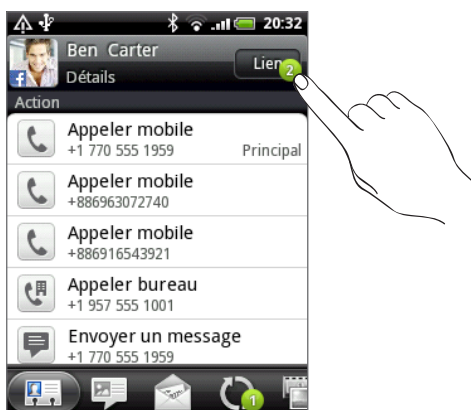 20:32
Ben Carter
Détails
Lien
2
Action
Appeler mobile
+1 770 555 1959 Principal
Appeler mobile
+886963072740
Appeler mobile
+886916543921
Appeler bureau
+1 957 555 1001
Envoyer un message
+1 770 555 1959
1